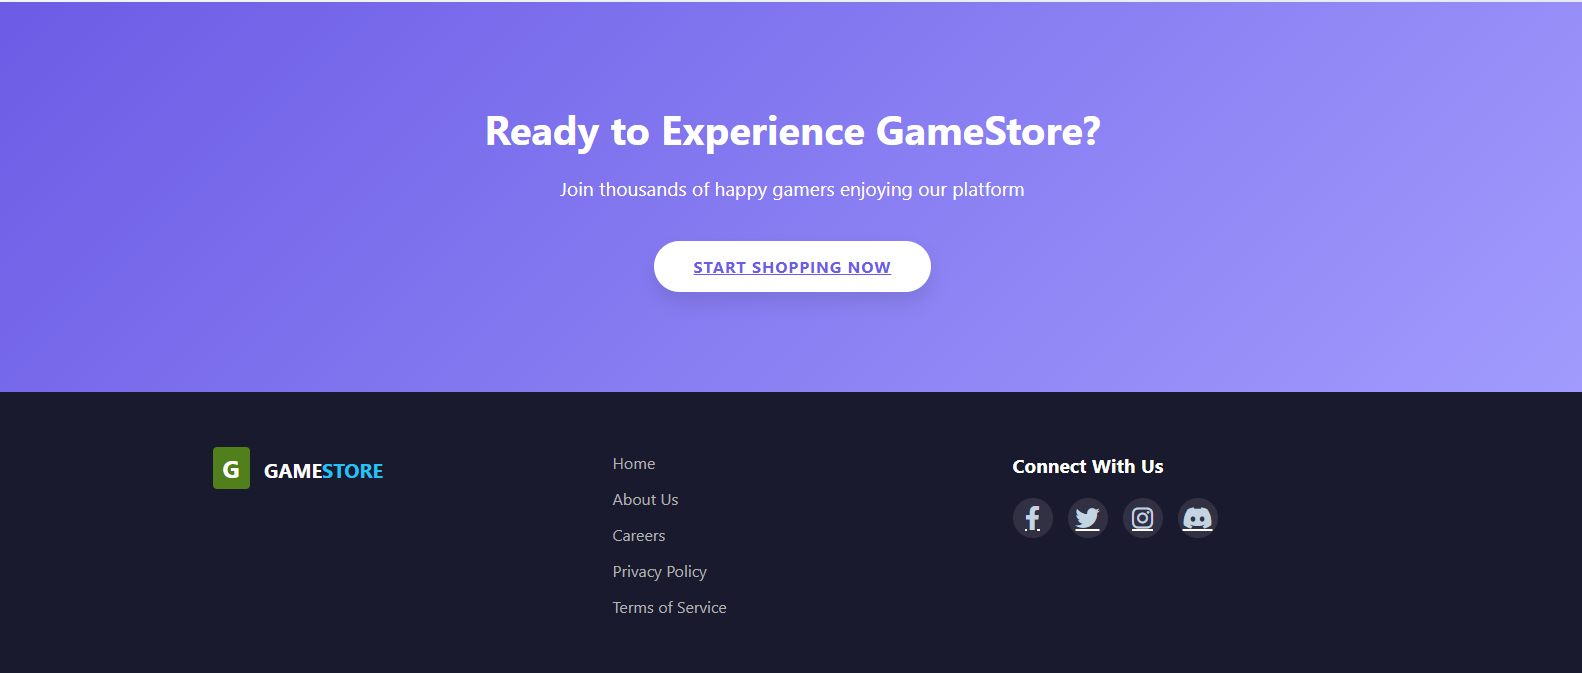 Ready to Experience GameStore?
Join thousands of happy gamers enjoying our platform
START SHOPPING NOW
G GAMESTORE
Home
About Us
Careers
Privacy Policy
Terms of Service
Connect With Us